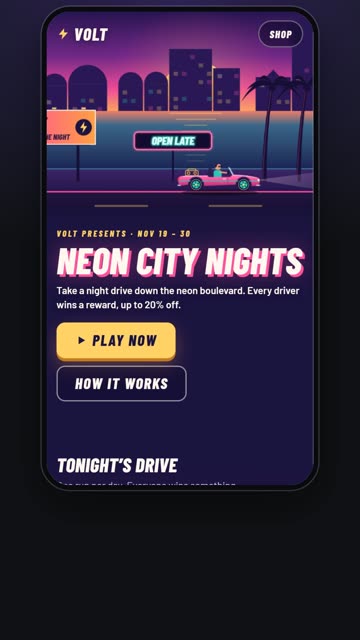 VOLT
SHOP
E NIGHT
OPEN LATE
VOLT PRESENTS · NOV 19 – 30
NEON CITY NIGHTS
Take a night drive down the neon boulevard. Every driver
wins a reward, up to 20% off.
PLAY NOW
HOW IT WORKS
TONIGHT'S DRIVE